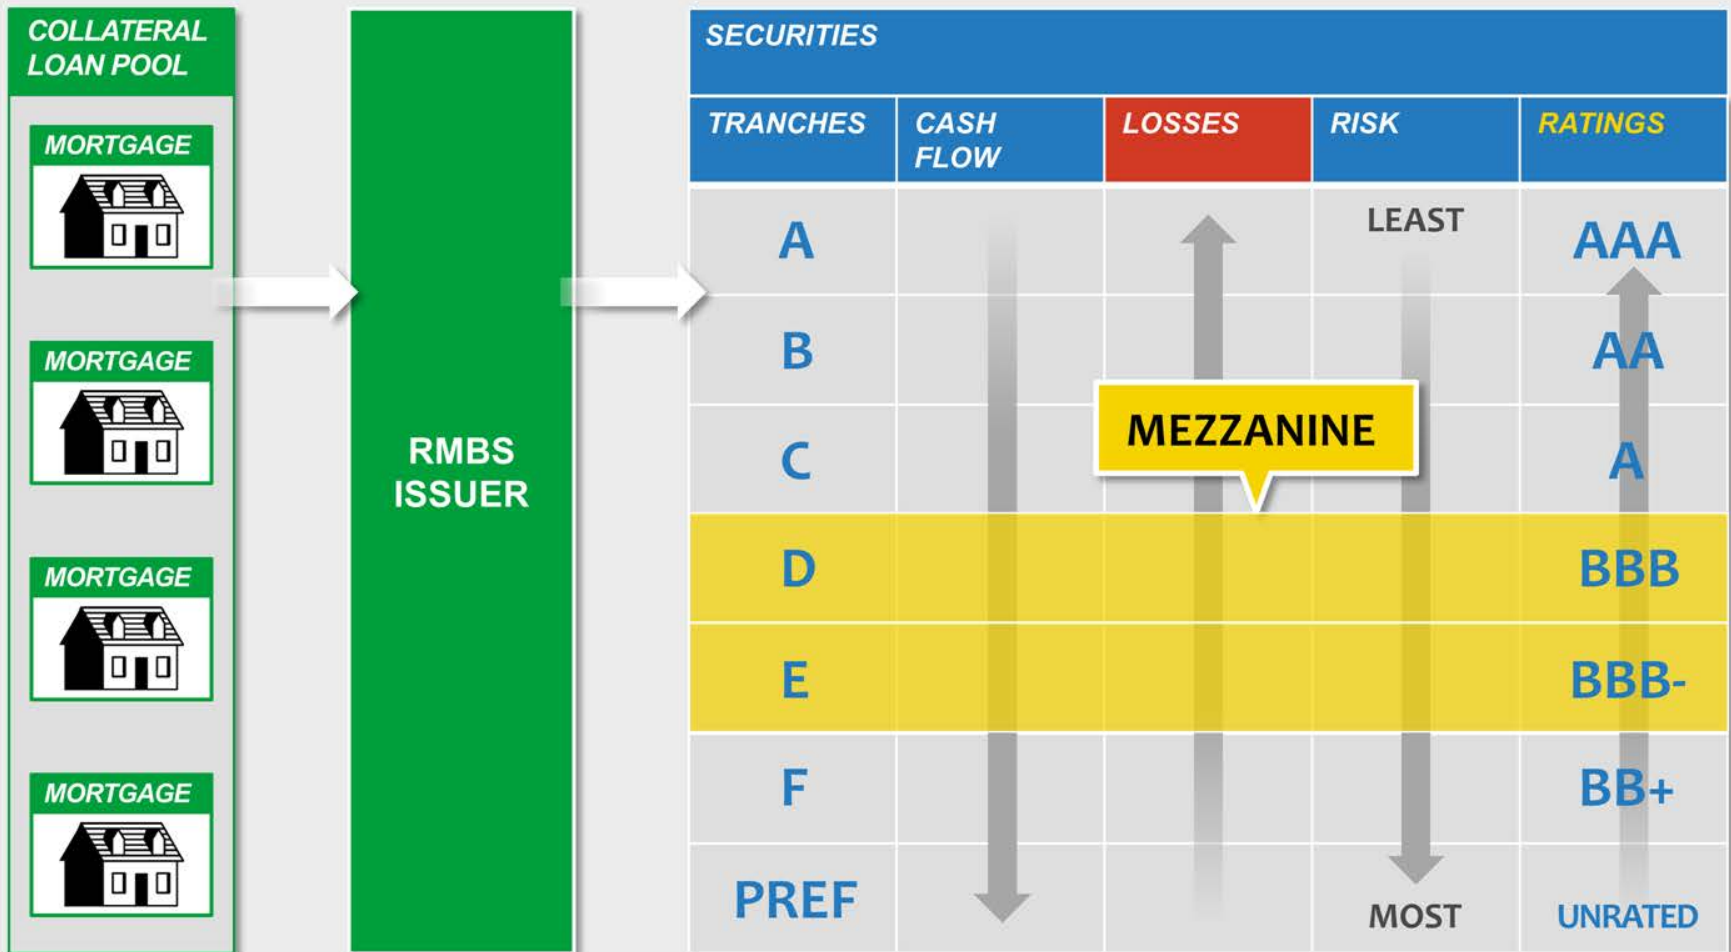 COLLATERAL
LOAN POOL
MORTGAGE
MORTGAGE
MORTGAGE
MORTGAGE
RMBS
ISSUER
SECURITIES
TRANCHES CASH FLOW LOSSES RISK RATINGS
A LEAST AAA
B AA
MEZZANINE
C A
D BBB
E BBB-
F BB+
PREF MOST UNRATED